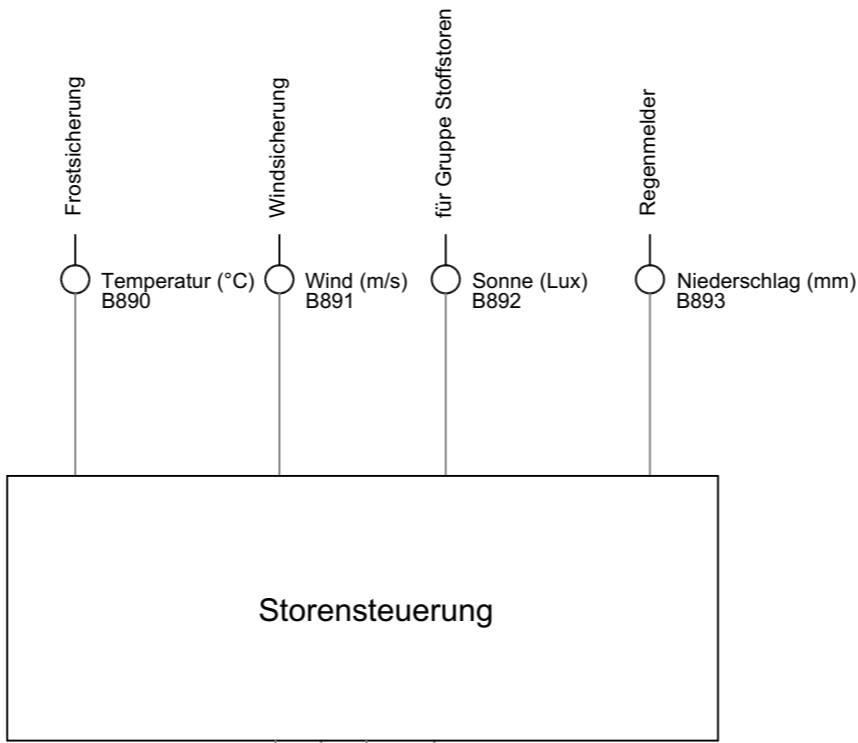 Frostsicherung
Windsicherung
für Gruppe Stoffstoren
Regenmelder
Temperatur (°C)
B890
Wind (m/s)
B891
Sonne (Lux)
B892
Niederschlag (mm)
B893
Storensteuerung